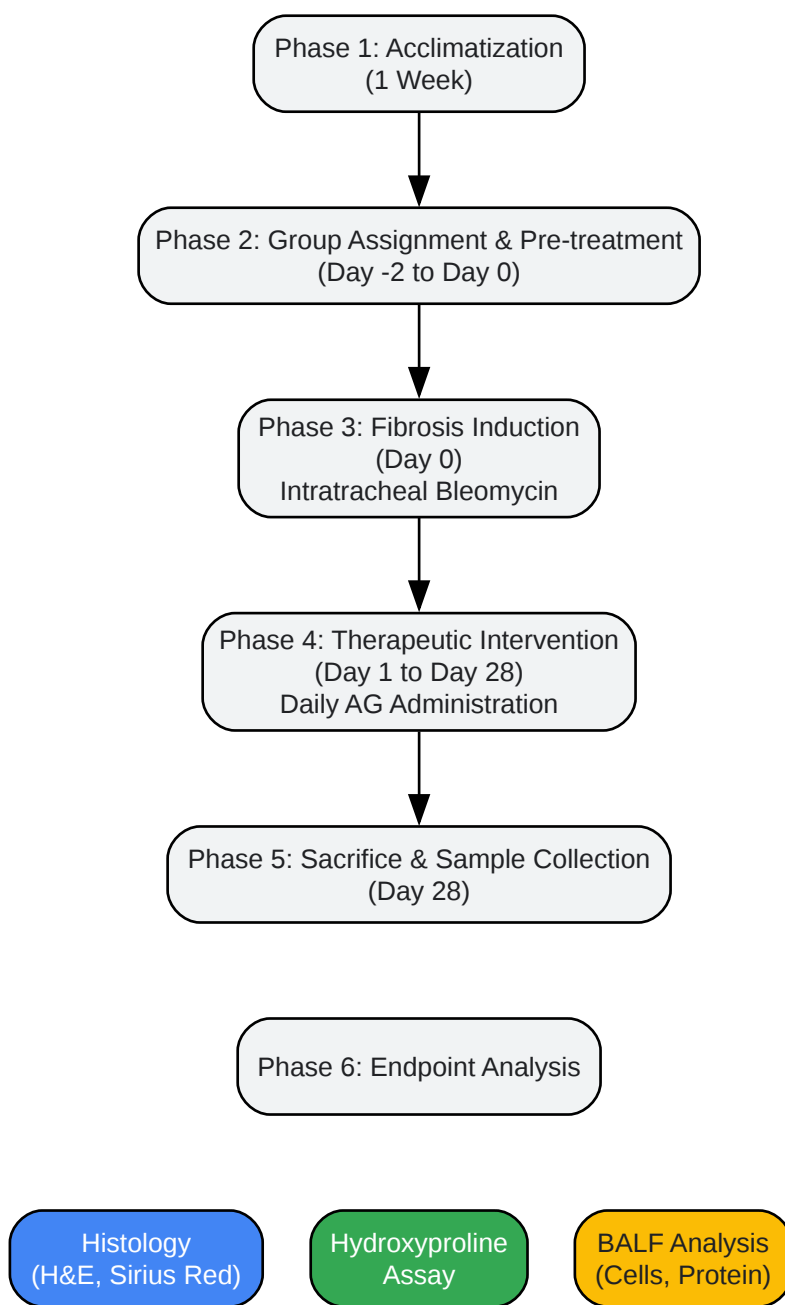 Phase 1: Acclimatization
(1 Week)
Phase 2: Group Assignment & Pre-treatment
(Day -2 to Day 0)
Phase 3: Fibrosis Induction
(Day 0)
Intratracheal Bleomycin
Phase 4: Therapeutic Intervention
(Day 1 to Day 28)
Daily AG Administration
Phase 5: Sacrifice & Sample Collection
(Day 28)
Phase 6: Endpoint Analysis
Histology
(H&E, Sirius Red)
Hydroxyproline
Assay
BALF Analysis
(Cells, Protein)